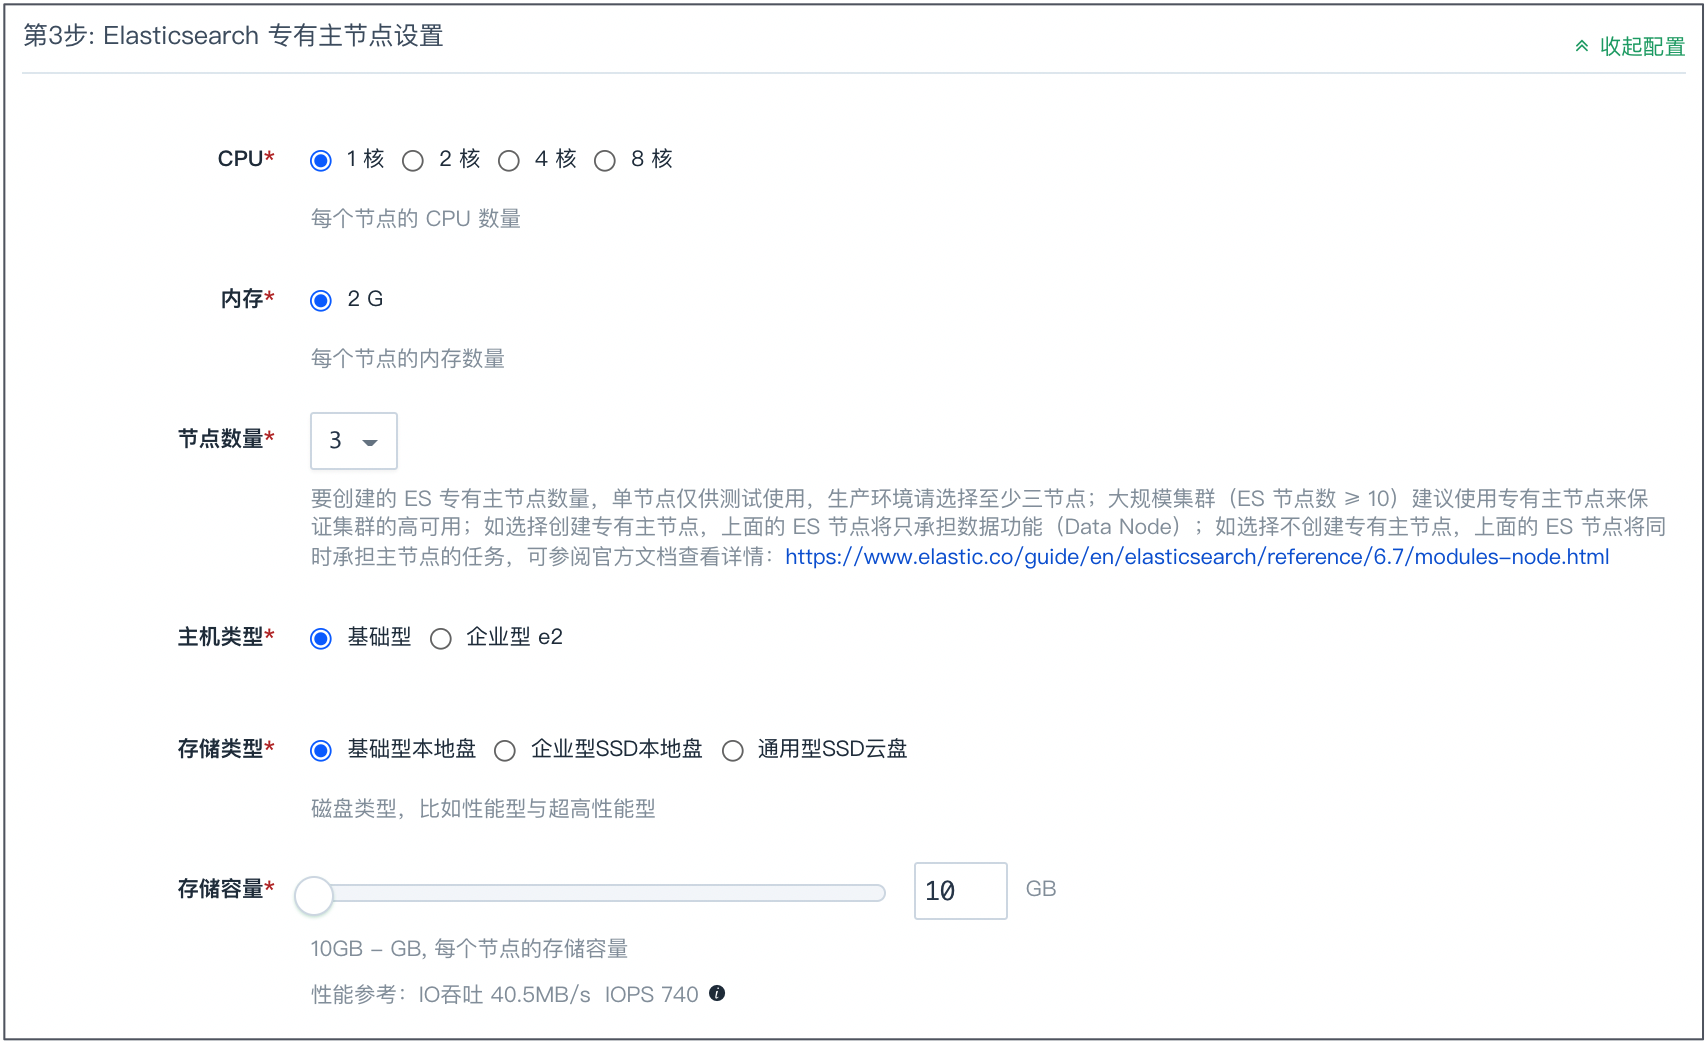 第3步: Elasticsearch 专有主节点设置
收起配置
CPU* 1 核 2 核 4 核 8 核
每个节点的 CPU 数量
内存* 2 G
每个节点的内存数量
节点数量* 3
要创建的 ES 专有主节点数量，单节点仅供测试使用，生产环境请选择至少三节点；大规模集群（ES 节点数 ≥ 10）建议使用专有主节点来保
证集群的高可用；如选择创建专有主节点，上面的 ES 节点将只承担数据功能（Data Node）；如选择不创建专有主节点，上面的 ES 节点将同
时承担主节点的任务，可参阅官方文档查看详情：https://www.elastic.co/guide/en/elasticsearch/reference/6.7/modules-node.html
主机类型* 基础型 企业型 e2
存储类型* 基础型本地盘 企业型SSD本地盘 通用型SSD云盘
磁盘类型，比如性能型与超高性能型
存储容量* 10 GB
10GB – GB, 每个节点的存储容量
性能参考：IO吞吐 40.5MB/s IOPS 740